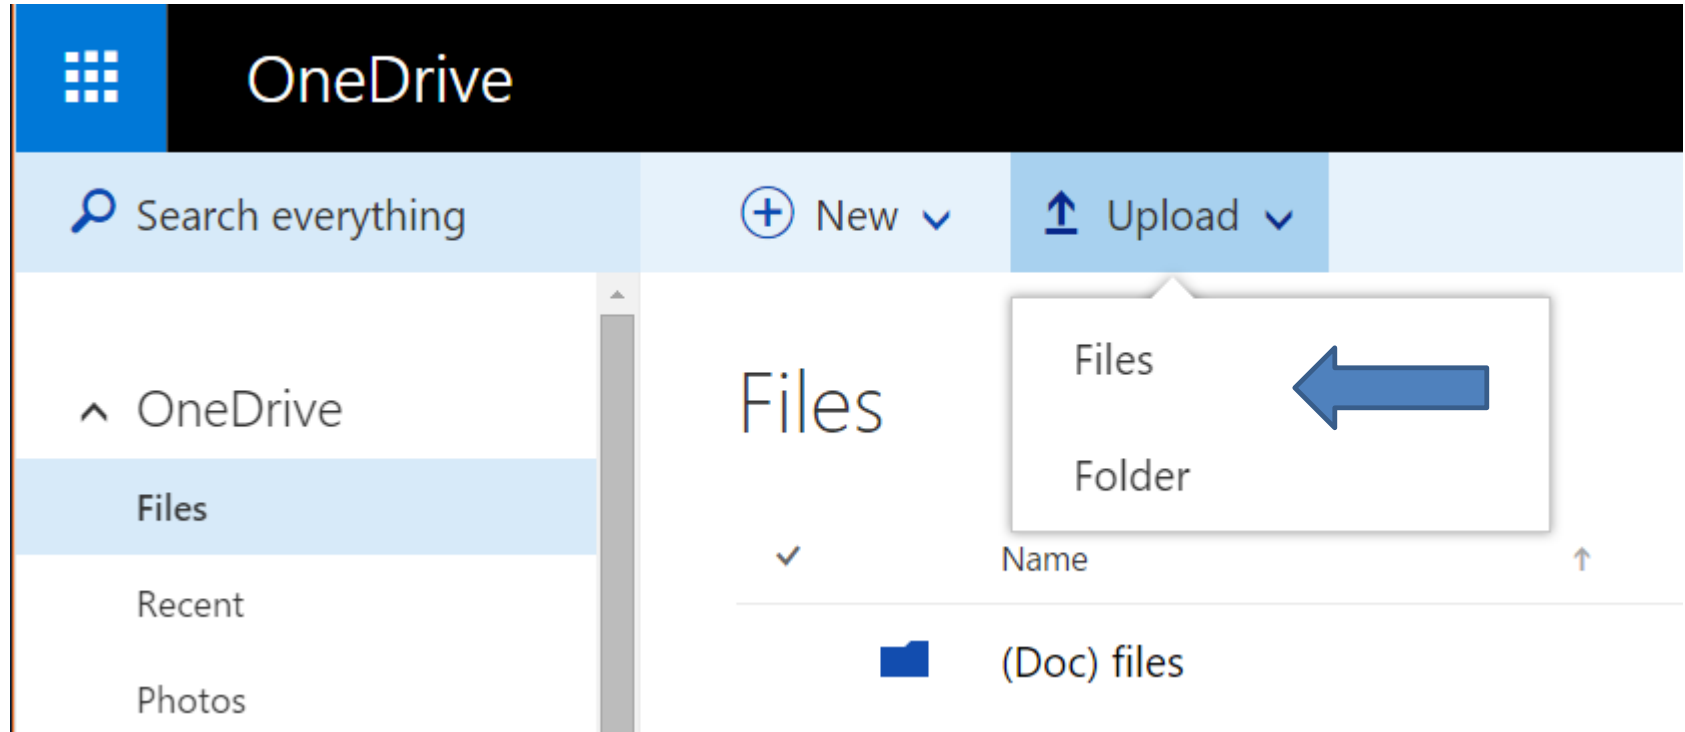 OneDrive
Search everything
New
Upload
Files
Folder
OneDrive
Files
Recent
Photos
Files
Name
(Doc) files